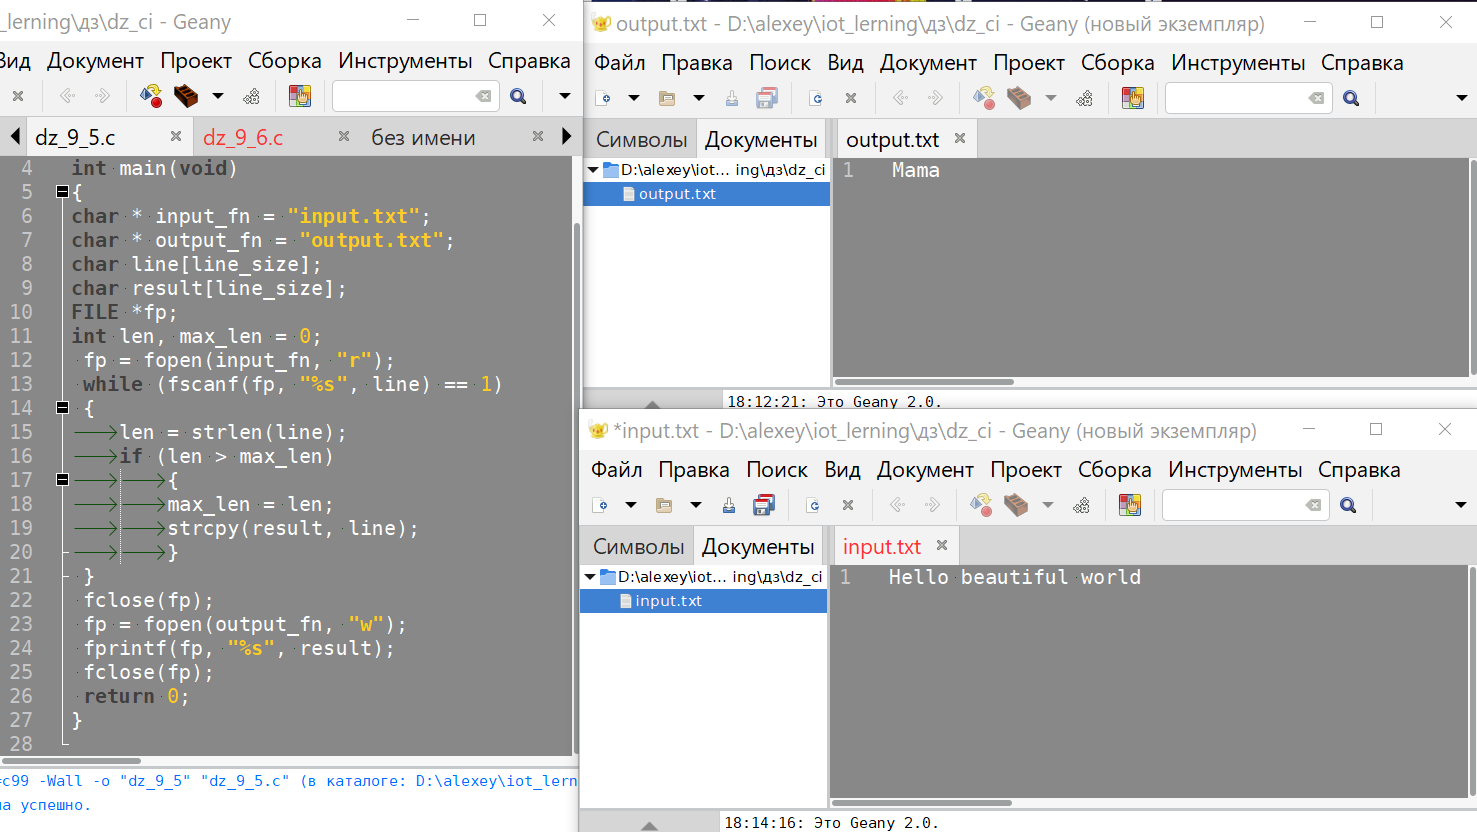 _lerning\дз\dz_ci - Geany
Вид Документ Проект Сборка Инструменты Справка
dz_9_5.c dz_9_6.c без имени
4 int main(void)
5 {
6 char * input_fn = "input.txt";
7 char * output_fn = "output.txt";
8 char line[line_size];
9 char result[line_size];
10 FILE *fp;
11 int len, max_len = 0;
12 fp = fopen(input_fn, "r");
13 while (fscanf(fp, "%s", line) == 1)
14 {
15 len = strlen(line);
16 if (len > max_len)
17 {
18 max_len = len;
19 strcpy(result, line);
20 }
21 }
22 fclose(fp);
23 fp = fopen(output_fn, "w");
24 fprintf(fp, "%s", result);
25 fclose(fp);
26 return 0;
27 }
28
=c99 -Wall -o "dz_9_5" "dz_9_5.c" (в каталоге: D:\alexey\iot_lern
на успешно.
output.txt - D:\alexey\iot_lerning\дз\dz_ci - Geany (новый экземпляр)
Файл Правка Поиск Вид Документ Проект Сборка Инструменты Справка
Символы Документы output.txt
D:\alexey\iot... ing\дз\dz_ci
output.txt
1 Mama
18:12:21: Это Geany 2.0.
*input.txt - D:\alexey\iot_lerning\дз\dz_ci - Geany (новый экземпляр)
Файл Правка Поиск Вид Документ Проект Сборка Инструменты Справка
Символы Документы input.txt
D:\alexey\iot... ing\дз\dz_ci
input.txt
1 Hello beautiful world
18:14:16: Это Geany 2.0.